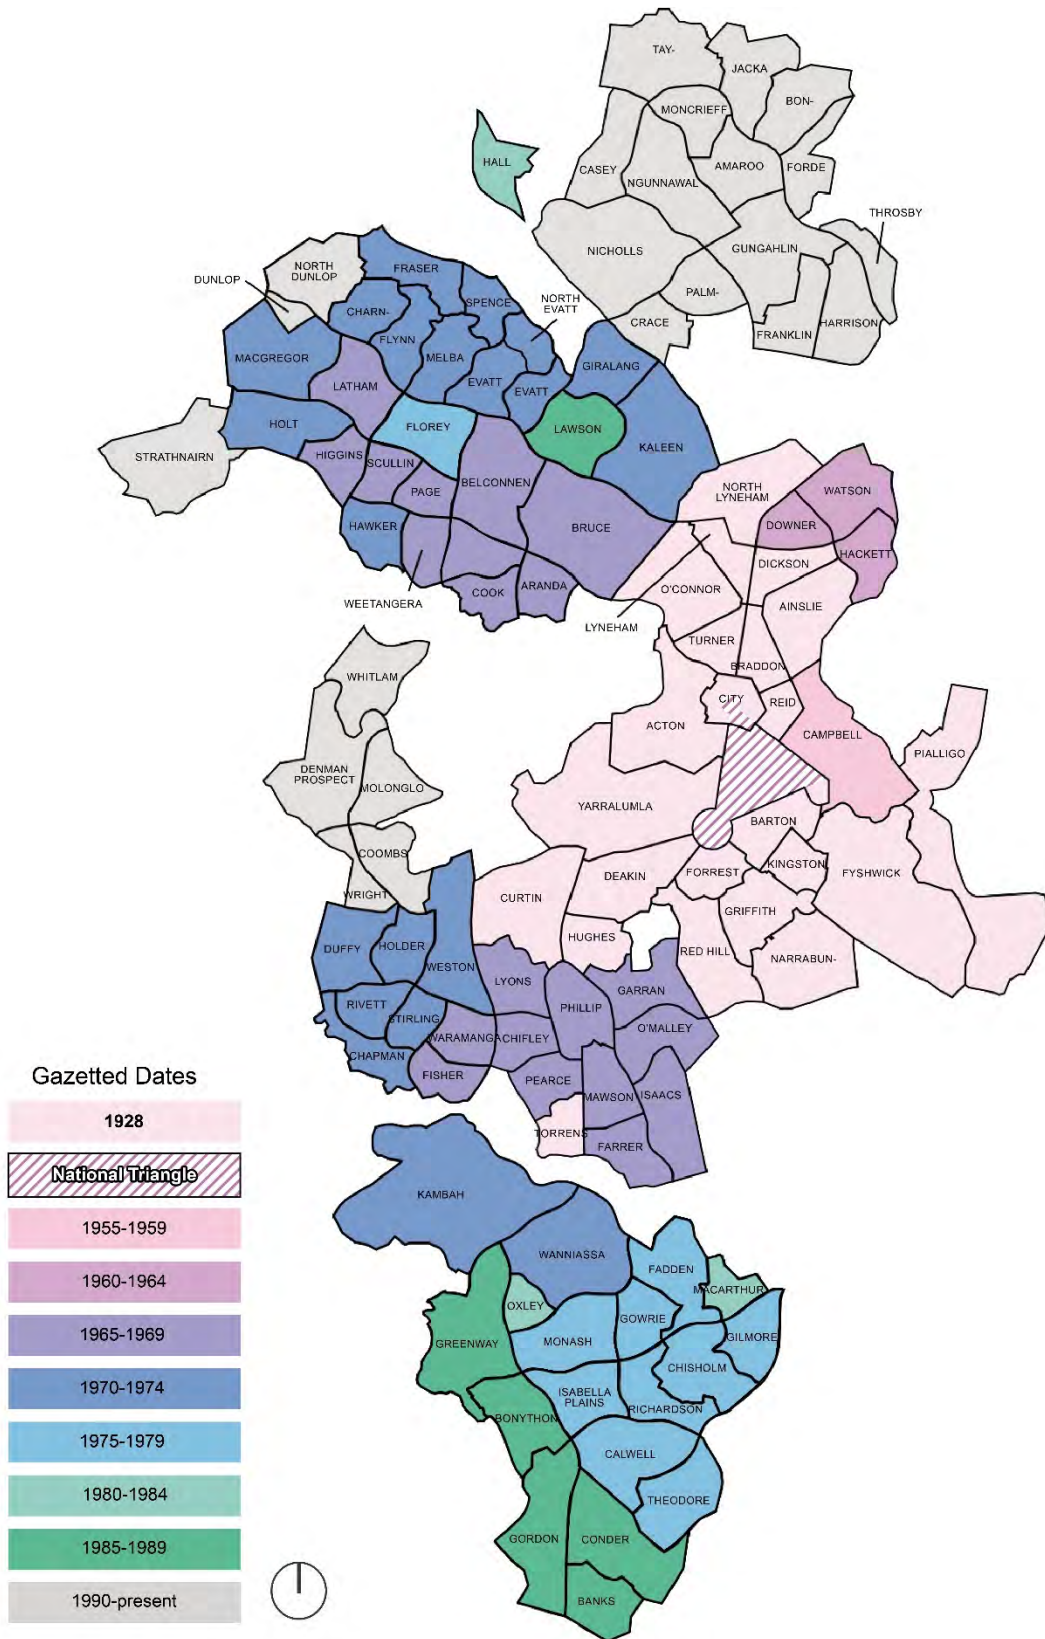 TAY-
JACKA
BON-
MONCRIEFF
HALL
CASEY
NGUNNAWAL
AMAROO
FORDE
THROSBY
NICHOLLS
GUNGAHLIN
PALM-
CRACE
FRANKLIN
HARRISON
NORTH
DUNLOP
DUNLOP
FRASER
SPENCE
NORTH
EVATT
CHARN-
FLYNN
MELBA
MACGREGOR
LATHAM
EVATT
EVATT
GIRALANG
HOLT
FLOREY
LAWSON
KALEEN
STRATHNAIRN
HIGGINS
SCULLIN
PAGE
BELCONNEN
HAWKER
BRUCE
WEETANGERA
COOK
ARANDA
NORTH
LYNEHAM
WATSON
DOWNER
HACKETT
DICKSON
O'CONNOR
AINSLIE
LYNEHAM
TURNER
BRADDON
CITY
REID
ACTON
CAMPBELL
PIALLIGO
WHITLAM
DENMAN
PROSPECT
MOLONGLO
YARRALUMLA
BARTON
COOMBS
WRIGHT
DEAKIN
FORREST
KINGSTON
FYSHWICK
CURTIN
GRIFFITH
HUGHES
RED HILL
NARRABUN-
DUFFY
HOLDER
WESTON
LYONS
GARRAN
PHILLIP
RIVETT
STIRLING
WARAMANGA
CHIFLEY
O'MALLEY
CHAPMAN
FISHER
PEARCE
MAWSON
ISAACS
TORRENS
FARRER
KAMBAH
WANNIASSA
FADDEN
MACARTHUR
OXLEY
GOWRIE
GREENWAY
MONASH
GILMORE
CHISHOLM
ISABELLA
PLAINS
RICHARDSON
BONYTHON
CALWELL
THEODORE
GORDON
CONDER
BANKS
Gazetted Dates
1928
National Triangle
1955-1959
1960-1964
1965-1969
1970-1974
1975-1979
1980-1984
1985-1989
1990-present